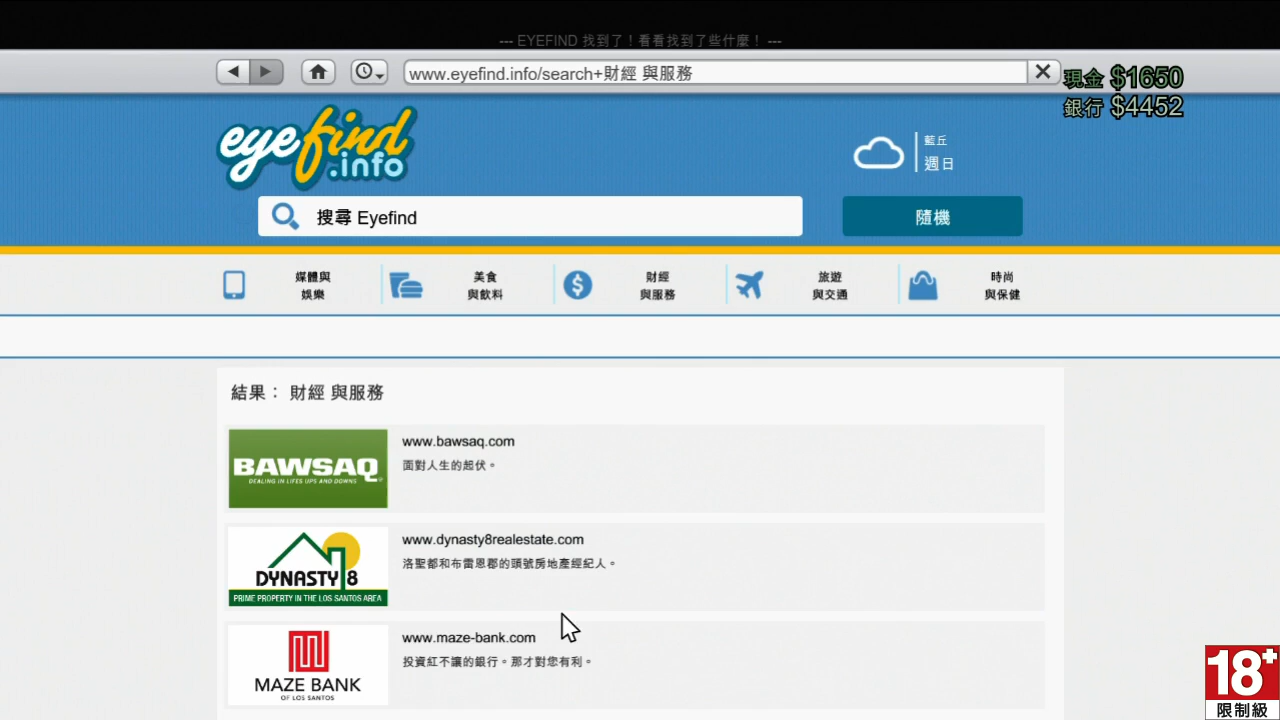 --- EYEFIND 找到了！看看找到了些什麼！ ---
www.eyefind.info/search+財經 與服務
現金 $1650
銀行 $4452
eyefind.info
藍丘
週日
搜尋 Eyefind
隨機
媒體與
娛樂
美食
與飲料
財經
與服務
旅遊
與交通
時尚
與保健
結果： 財經 與服務
BAWSAQ
DEALING IN LIFES UPS AND DOWNS
www.bawsaq.com
面對人生的起伏。
DYNASTY 8
PRIME PROPERTY IN THE LOS SANTOS AREA
www.dynasty8realestate.com
洛聖都和布雷恩郡的頭號房地產經紀人。
MAZE BANK
OF LOS SANTOS
www.maze-bank.com
投資紅不讓的銀行。那才對您有利。
18+
限制級